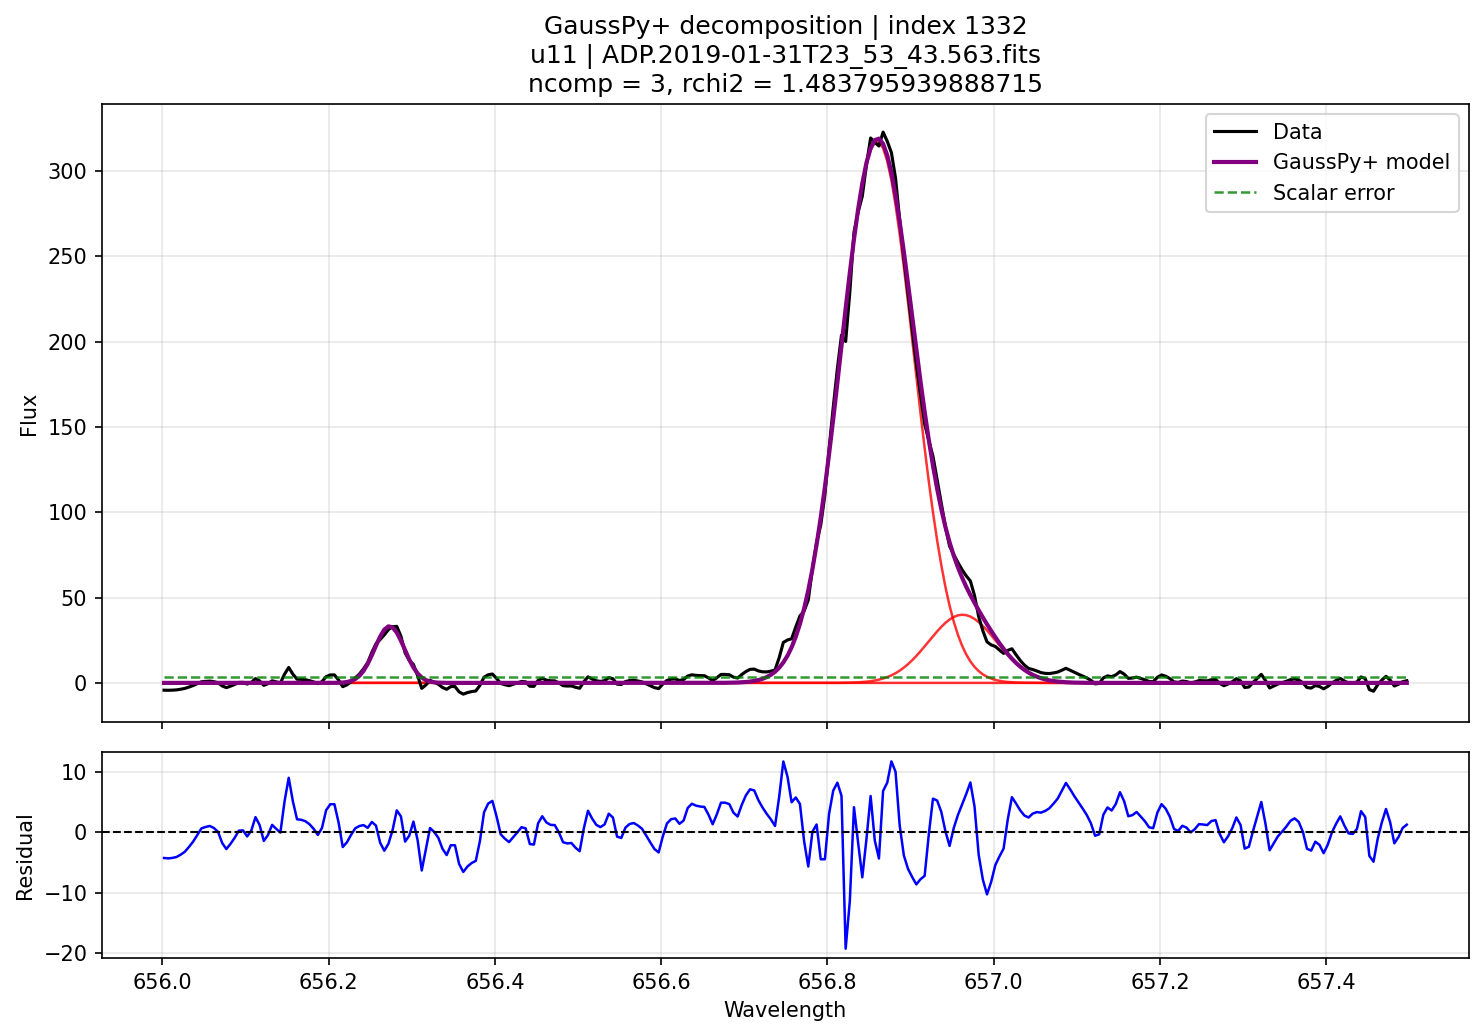 GaussPy+ decomposition | index 1332
u11 | ADP.2019-01-31T23_53_43.563.fits
ncomp = 3, rchi2 = 1.483795939888715
Data
GaussPy+ model
Scalar error
Flux
300
250
200
150
100
50
0
Residual
10
0
−10
−20
656.0 656.2 656.4 656.6 656.8 657.0 657.2 657.4
Wavelength